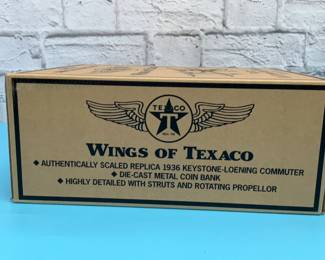 TEXACO
T
WINGS OF TEXACO
◆ AUTHENTICALLY SCALED REPLICA 1936 KEYSTONE-LOENING COMMUTER
◆ DIE-CAST METAL COIN BANK
◆ HIGHLY DETAILED WITH STRUTS AND ROTATING PROPELLOR